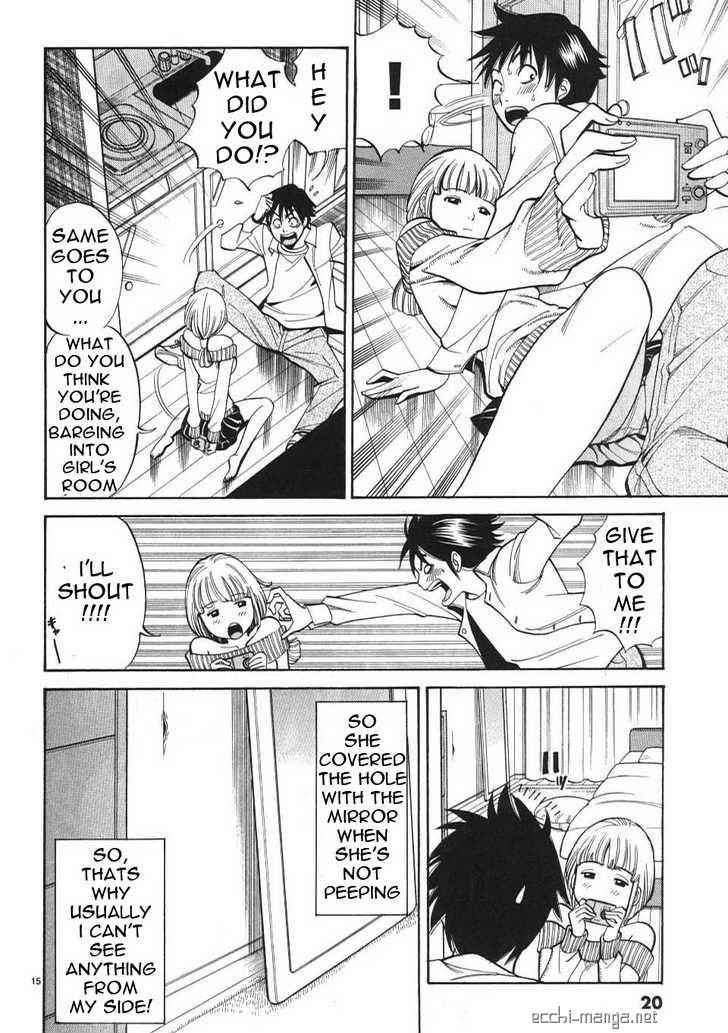 !
HEY
WHAT
DID
YOU
DO!?
SAME
GOES
TO
YOU
...
WHAT
DO YOU
THINK
YOU'RE
DOING,
BARGING
INTO
GIRL'S
ROOM
GIVE
THAT
TO
ME
!!!
I'LL
SHOUT
!!!!
SO
SHE
COVERED
THE HOLE
WITH THE
MIRROR
WHEN
SHE'S
NOT
PEEPING
SO,
THATS
WHY
USUALLY
I CAN'T
SEE
ANYTHING
FROM
MY SIDE!
15
20
ecchi-manga.net